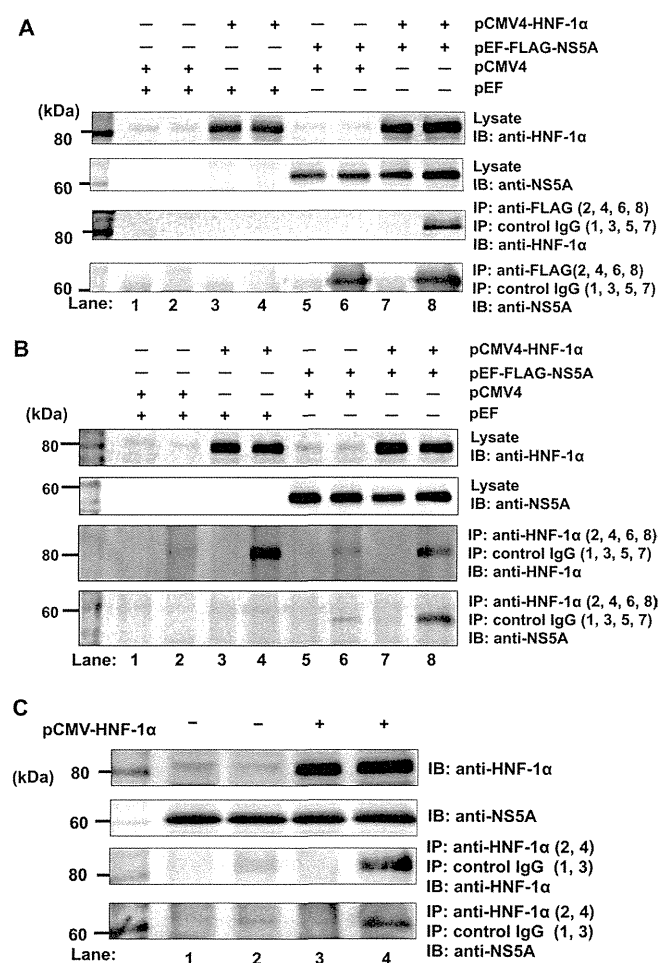 A
– – + + – – + + pCMV4-HNF-1α
– – – – + + + + pEF-FLAG-NS5A
+ + – – + + – – pCMV4
+ + + + – – – – pEF
(kDa)
80
Lysate
IB: anti-HNF-1α
60
Lysate
IB: anti-NS5A
80
IP: anti-FLAG (2, 4, 6, 8)
IP: control IgG (1, 3, 5, 7)
IB: anti-HNF-1α
60
IP: anti-FLAG(2, 4, 6, 8)
IP: control IgG (1, 3, 5, 7)
IB: anti-NS5A
Lane: 1 2 3 4 5 6 7 8
B
– – + + – – + + pCMV4-HNF-1α
– – – – + + + + pEF-FLAG-NS5A
+ + – – + + – – pCMV4
+ + + + – – – – pEF
(kDa)
80
Lysate
IB: anti-HNF-1α
60
Lysate
IB: anti-NS5A
80
IP: anti-HNF-1α (2, 4, 6, 8)
IP: control IgG (1, 3, 5, 7)
IB: anti-HNF-1α
60
IP: anti-HNF-1α (2, 4, 6, 8)
IP: control IgG (1, 3, 5, 7)
IB: anti-NS5A
Lane: 1 2 3 4 5 6 7 8
C
pCMV-HNF-1α – – + +
(kDa)
80
IB: anti-HNF-1α
60
IB: anti-NS5A
80
IP: anti-HNF-1α (2, 4)
IP: control IgG (1, 3)
IB: anti-HNF-1α
60
IP: anti-HNF-1α (2, 4)
IP: control IgG (1, 3)
IB: anti-NS5A
Lane: 1 2 3 4